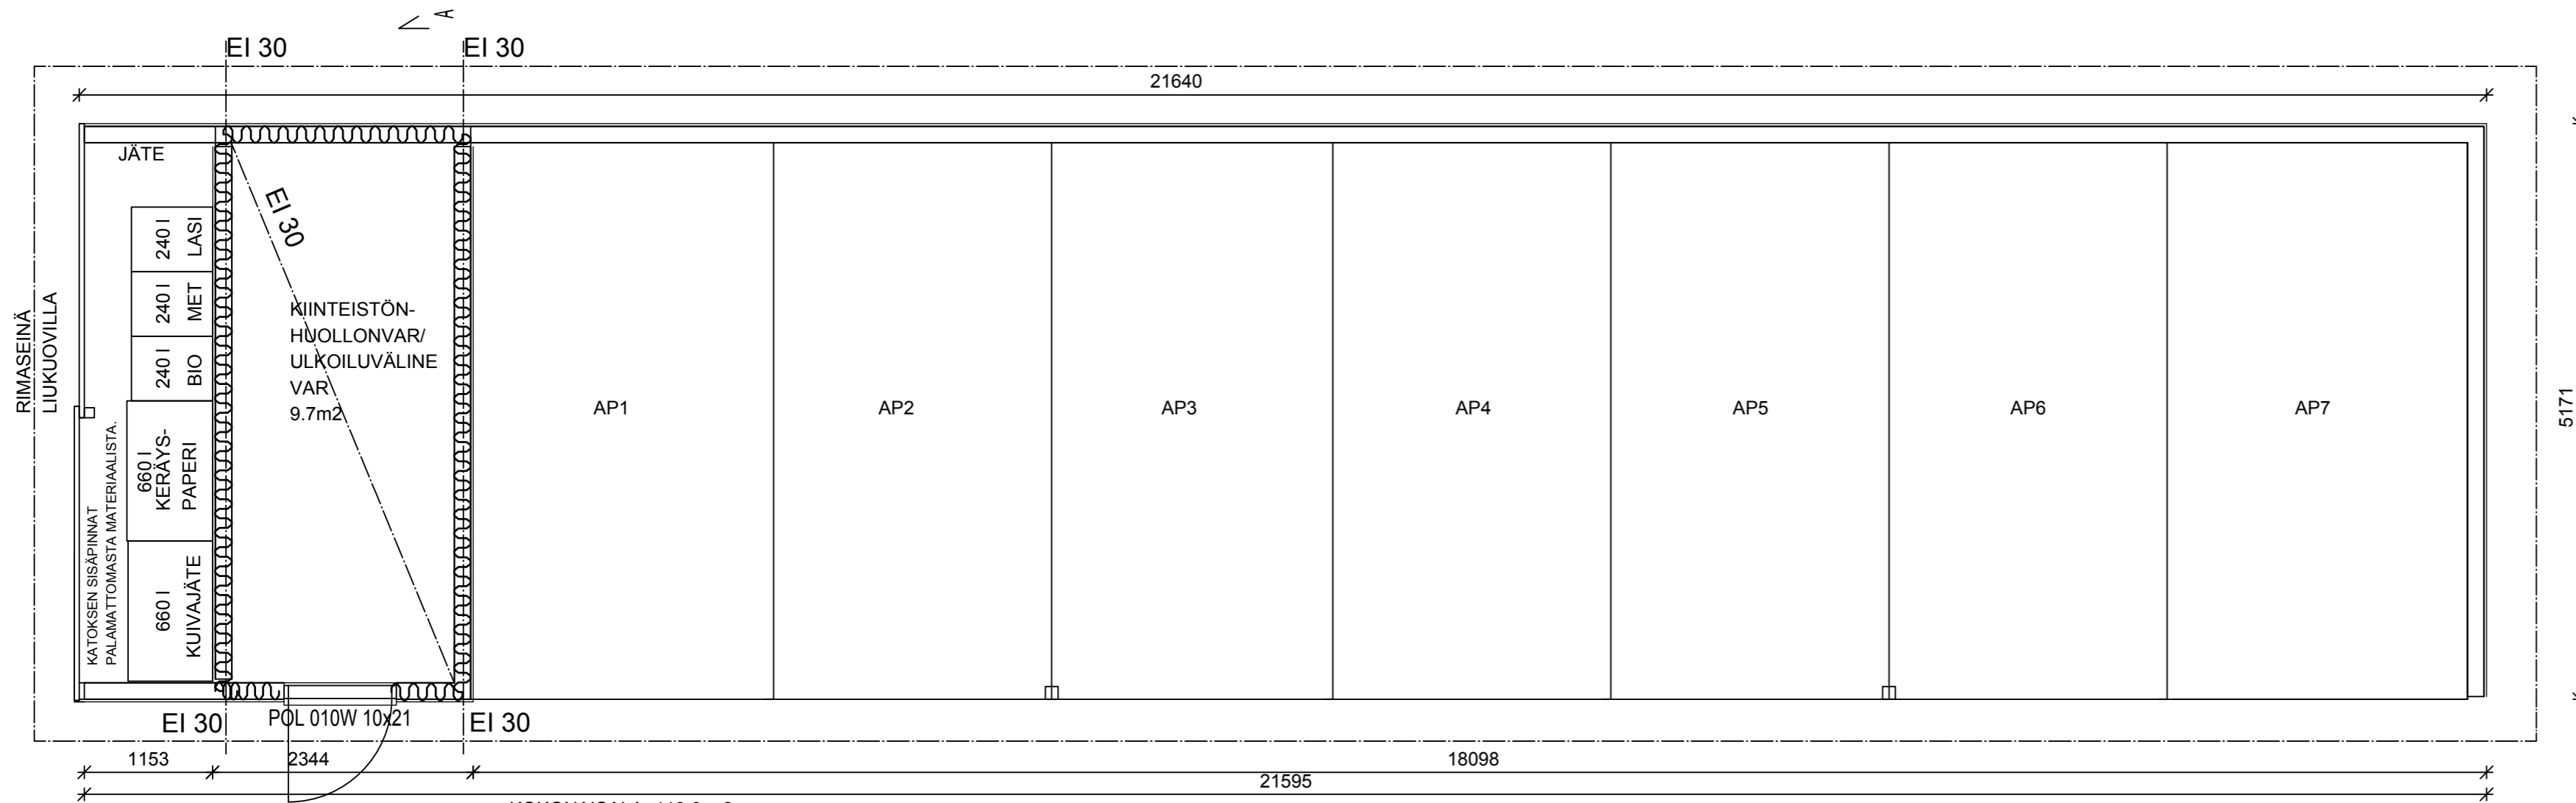 A
EI 30
EI 30
21640
JÄTE
240 l
LASI
240 l
MET
240 l
BIO
660 l
KERÄYS-
PAPERI
660 l
KUIVAJÄTE
RIMASEINÄ
LIUKUOVILLA
KATOKSEN SISÄPINNAT
PALAMATTOMASTA MATERIAALISTA.
EI 30
KIINTEISTÖN-
HUOLLONVAR/
ULKOILUVÄLINE
VAR
9.7m2
AP1
AP2
AP3
AP4
AP5
AP6
AP7
5171
EI 30
POL 010W 10x21
EI 30
1153
2344
18098
21595